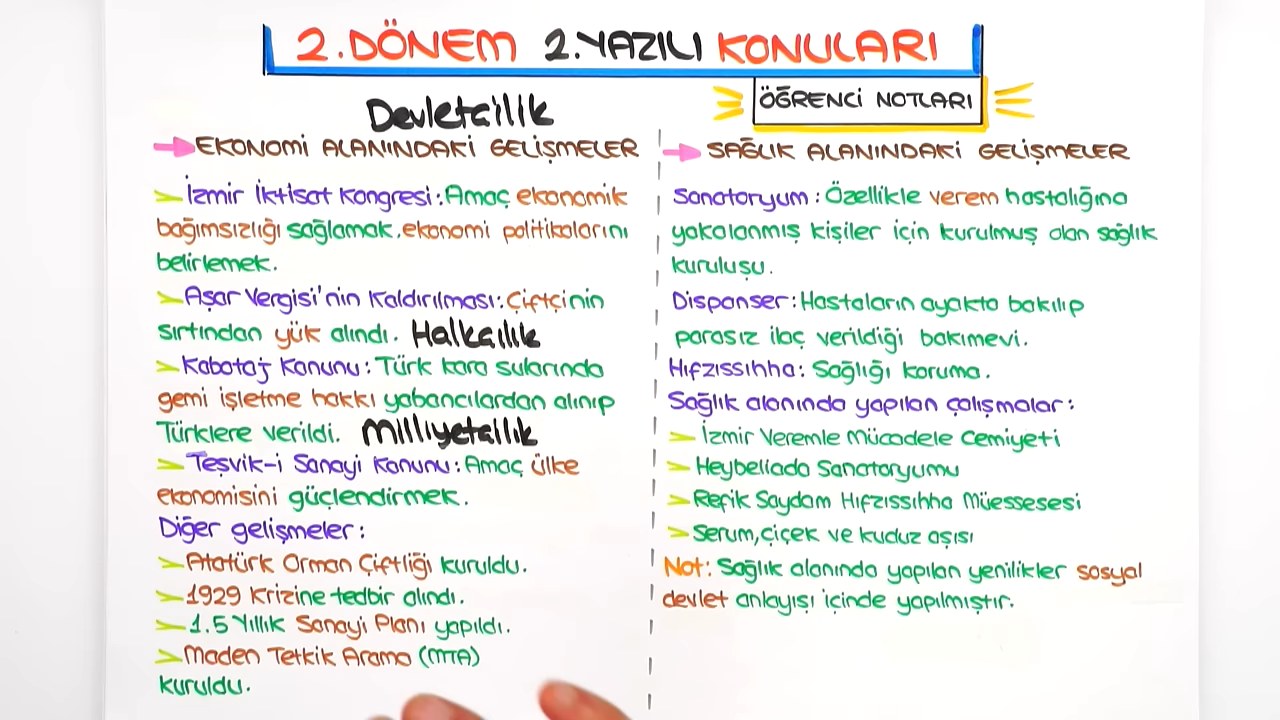 2.DÖNEM 2.YAZILI KONULARI
ÖĞRENCİ NOTLARI
Devletçilik
EKONOMİ ALANINDAKİ GELİŞMELER
> İzmir İktisat Kongresi: Amaç ekonomik
bağımsızlığı sağlamak, ekonomi politikalarını
belirlemek.
> Aşar Vergisi'nin Kaldırılması: Çiftçinin
sırtından yük alındı. Halkçılık
> Kabotaj Kanunu: Türk kara sularında
gemi işletme hakkı yabancılardan alınıp
Türklere verildi. Milliyetçilik
> Teşvik-i Sanayi Kanunu: Amaç ülke
ekonomisini güçlendirmek.
Diğer gelişmeler:
> Atatürk Orman Çiftliği kuruldu.
> 1929 Krizine tedbir alındı.
> 1.5 Yıllık Sanayi Planı yapıldı.
> Maden Tetkik Arama (MTA)
kuruldu.
SAĞLIK ALANINDAKİ GELİŞMELER
Sanatoryum: Özellikle verem hastalığına
yakalanmış kişiler için kurulmuş olan sağlık
kuruluşu.
Dispanser: Hastaların ayakta bakılıp
parasız ilaç verildiği bakımevi.
Hıfzıssıhha: Sağlığı koruma.
Sağlık alanında yapılan çalışmalar:
> İzmir Veremle Mücadele Cemiyeti
> Heybeliada Sanatoryumu
> Refik Saydam Hıfzıssıhha Müessesesi
> Serum, çiçek ve kuduz aşısı
Not: Sağlık alanında yapılan yenilikler sosyal
devlet anlayışı içinde yapılmıştır.